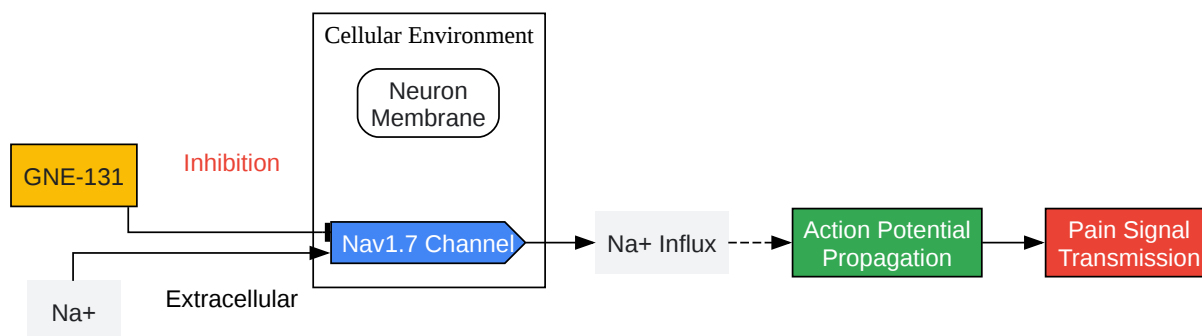 Cellular Environment
Neuron
Membrane
GNE-131
Inhibition
Nav1.7 Channel
Na+ Influx
Action Potential
Propagation
Pain Signal
Transmission
Extracellular
Na+